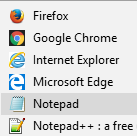 Firefox
Google Chrome
Internet Explorer
Microsoft Edge
Notepad
Notepad++ : a free